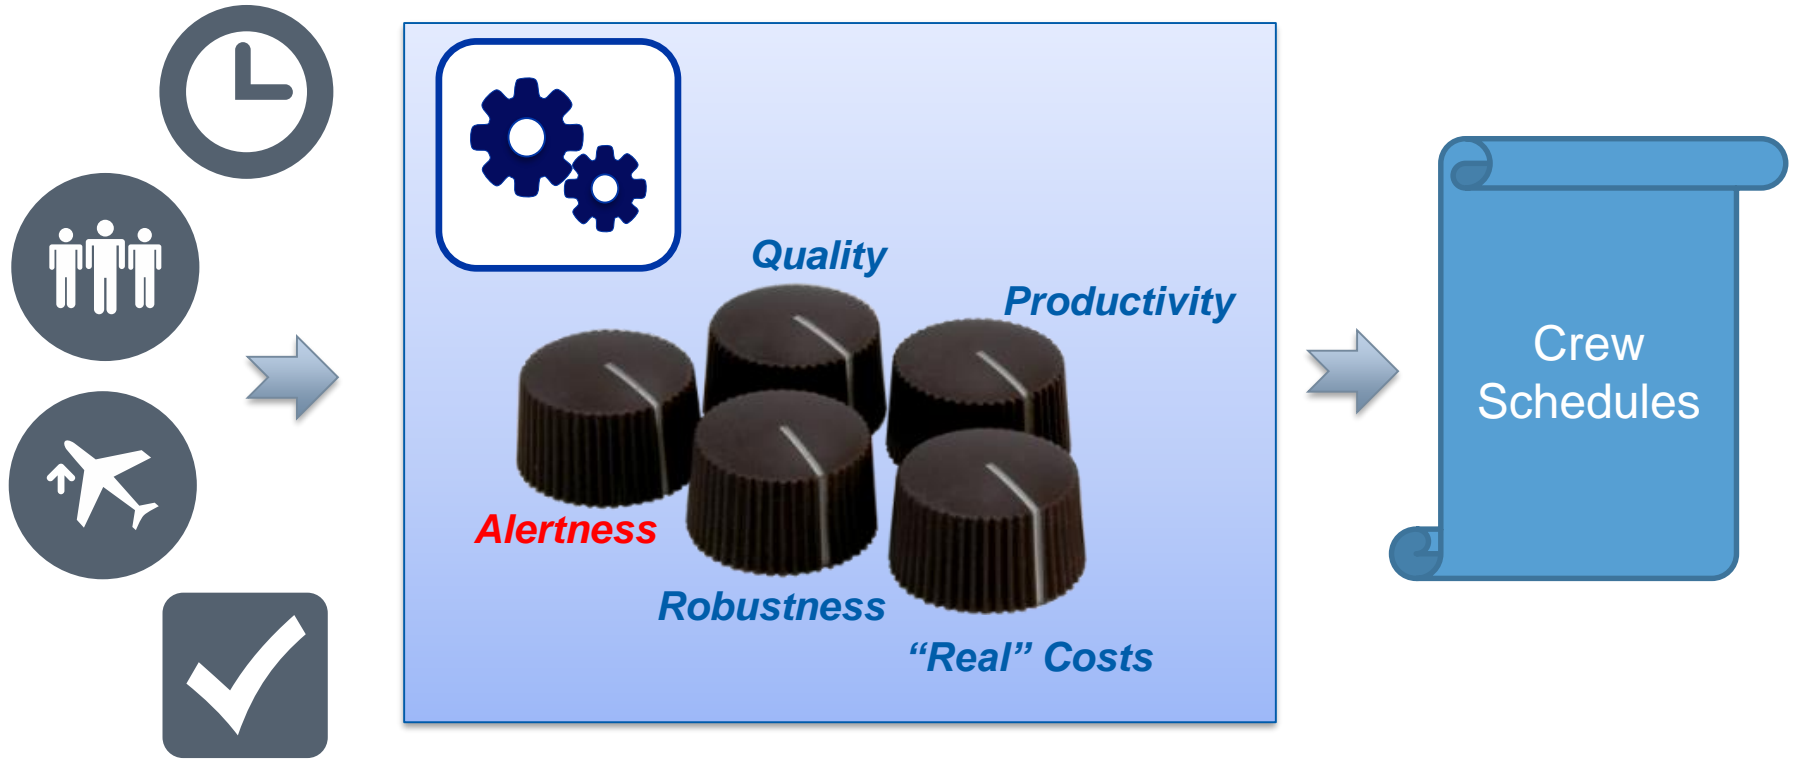 Quality
Productivity
Alertness
Robustness
“Real” Costs
Crew
Schedules